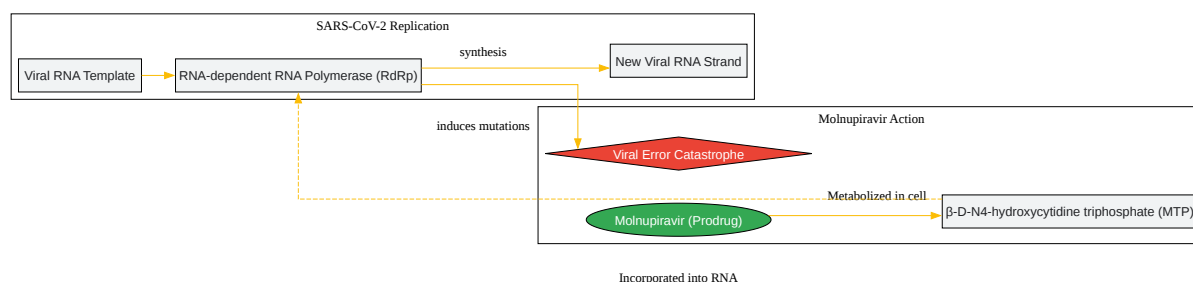 SARS-CoV-2 Replication
synthesis
Viral RNA Template
RNA-dependent RNA Polymerase (RdRp)
New Viral RNA Strand
induces mutations
Molnupiravir Action
Viral Error Catastrophe
Metabolized in cell
Molnupiravir (Prodrug)
β-D-N4-hydroxycytidine triphosphate (MTP)
Incorporated into RNA